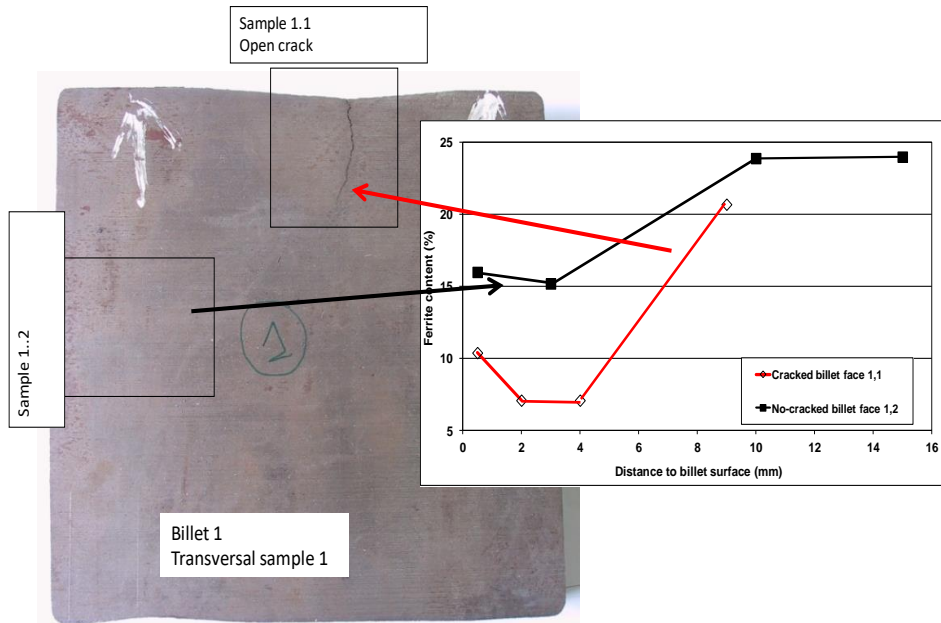 Sample 1.1
Open crack
Sample 1..2
Billet 1
Transversal sample 1
Ferrite content (%)
25
20
15
10
5
0
2
4
6
8
10
12
14
16
Distance to billet surface (mm)
Cracked billet face 1,1
No-cracked billet face 1,2